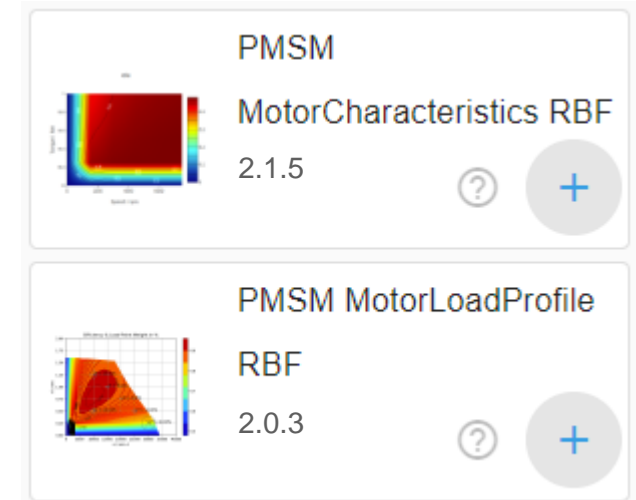 PMSM
MotorCharacteristics RBF
2.1.5
PMSM MotorLoadProfile
RBF
2.0.3